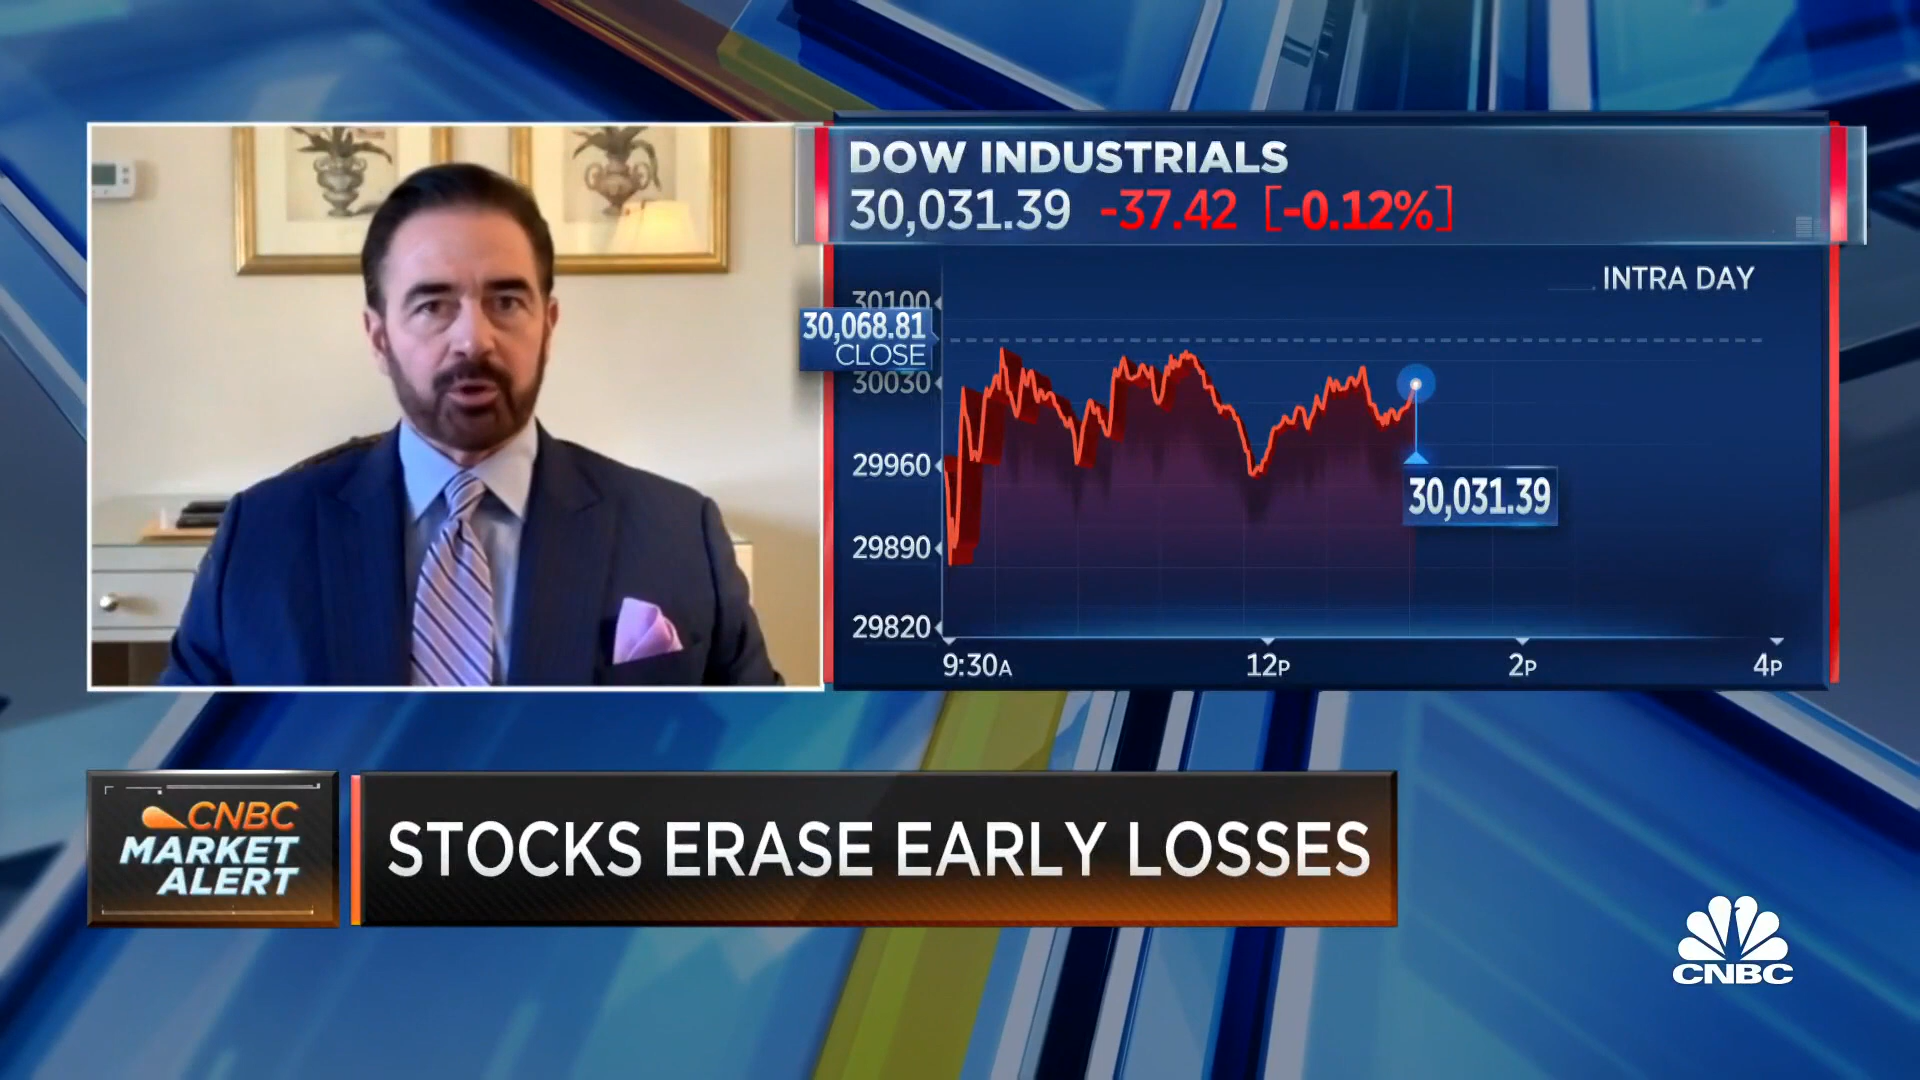 DOW INDUSTRIALS
30,031.39 -37.42 [-0.12%]
INTRA DAY
30100
30,068.81
CLOSE
30030
29960
29890
29820
30,031.39
9:30A 12P 2P 4P
CNBC
MARKET
ALERT
STOCKS ERASE EARLY LOSSES
CNBC